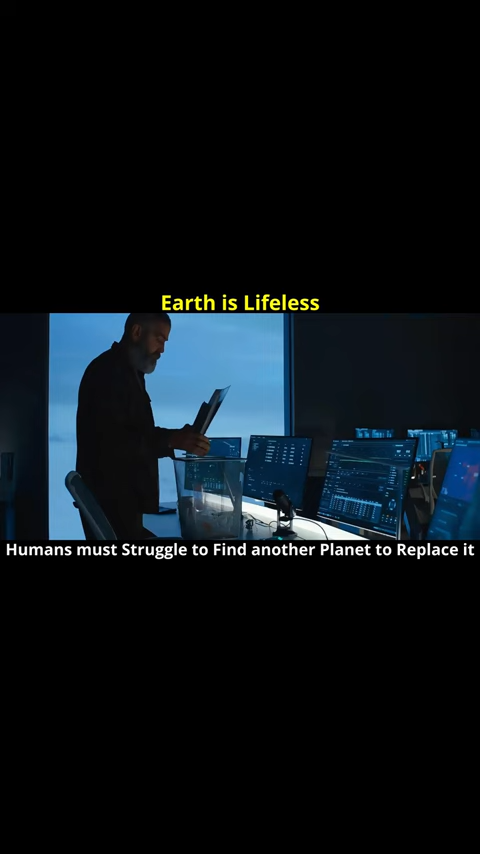 Earth is Lifeless
Humans must Struggle to Find another Planet to Replace it